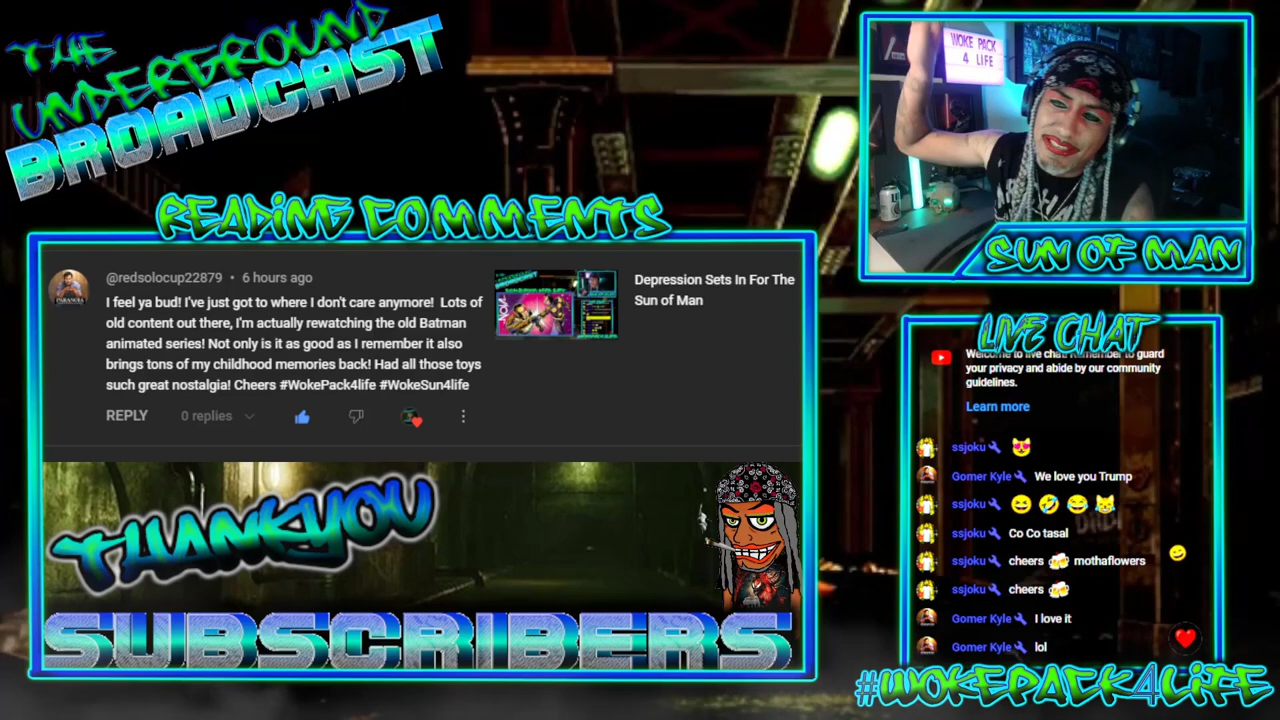 THE
UNDERGROUND
BROADCAST
READING COMMENTS
@redsolocup22879 • 6 hours ago
I feel ya bud! I've just got to where I don't care anymore! Lots of
old content out there, I'm actually rewatching the old Batman
animated series! Not only is it as good as I remember it also
brings tons of my childhood memories back! Had all those toys
such great nostalgia! Cheers #WokePack4life #WokeSun4life
REPLY 0 replies
Depression Sets In For The
Sun of Man
THANKYOU
SUBSCRIBERS
WOKE PACK
4 LIFE
SUN OF MAN
LIVE CHAT
Welcome to live chat! Remember to guard
your privacy and abide by our community
guidelines.
Learn more
ssjoku 😻
Gomer Kyle We love you Trump
ssjoku 😆 🤣 😂 😹
ssjoku Co Co tasal
ssjoku cheers 🍻 mothaflowers
ssjoku cheers 🍻
Gomer Kyle I love it
Gomer Kyle lol
#WOKEPACK4LIFE